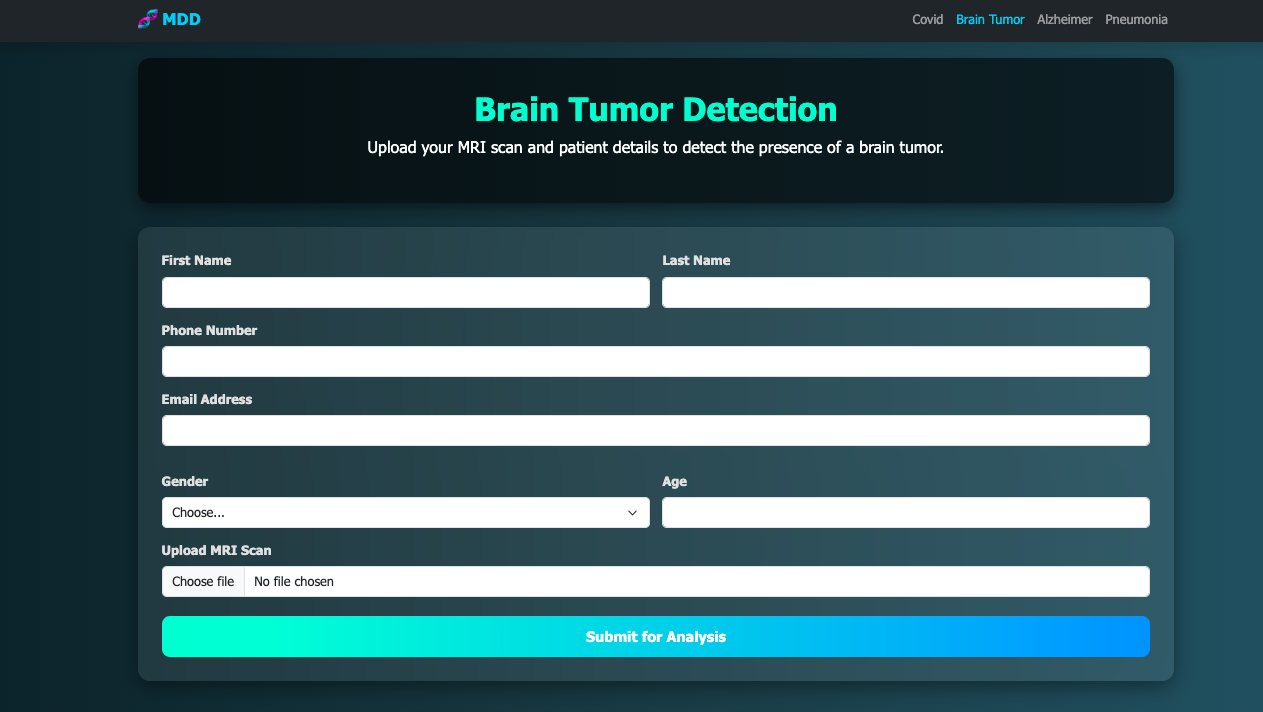 MDD
Covid Brain Tumor Alzheimer Pneumonia
Brain Tumor Detection
Upload your MRI scan and patient details to detect the presence of a brain tumor.
First Name Last Name
Phone Number
Email Address
Gender Age
Choose...
Upload MRI Scan
Choose file No file chosen
Submit for Analysis